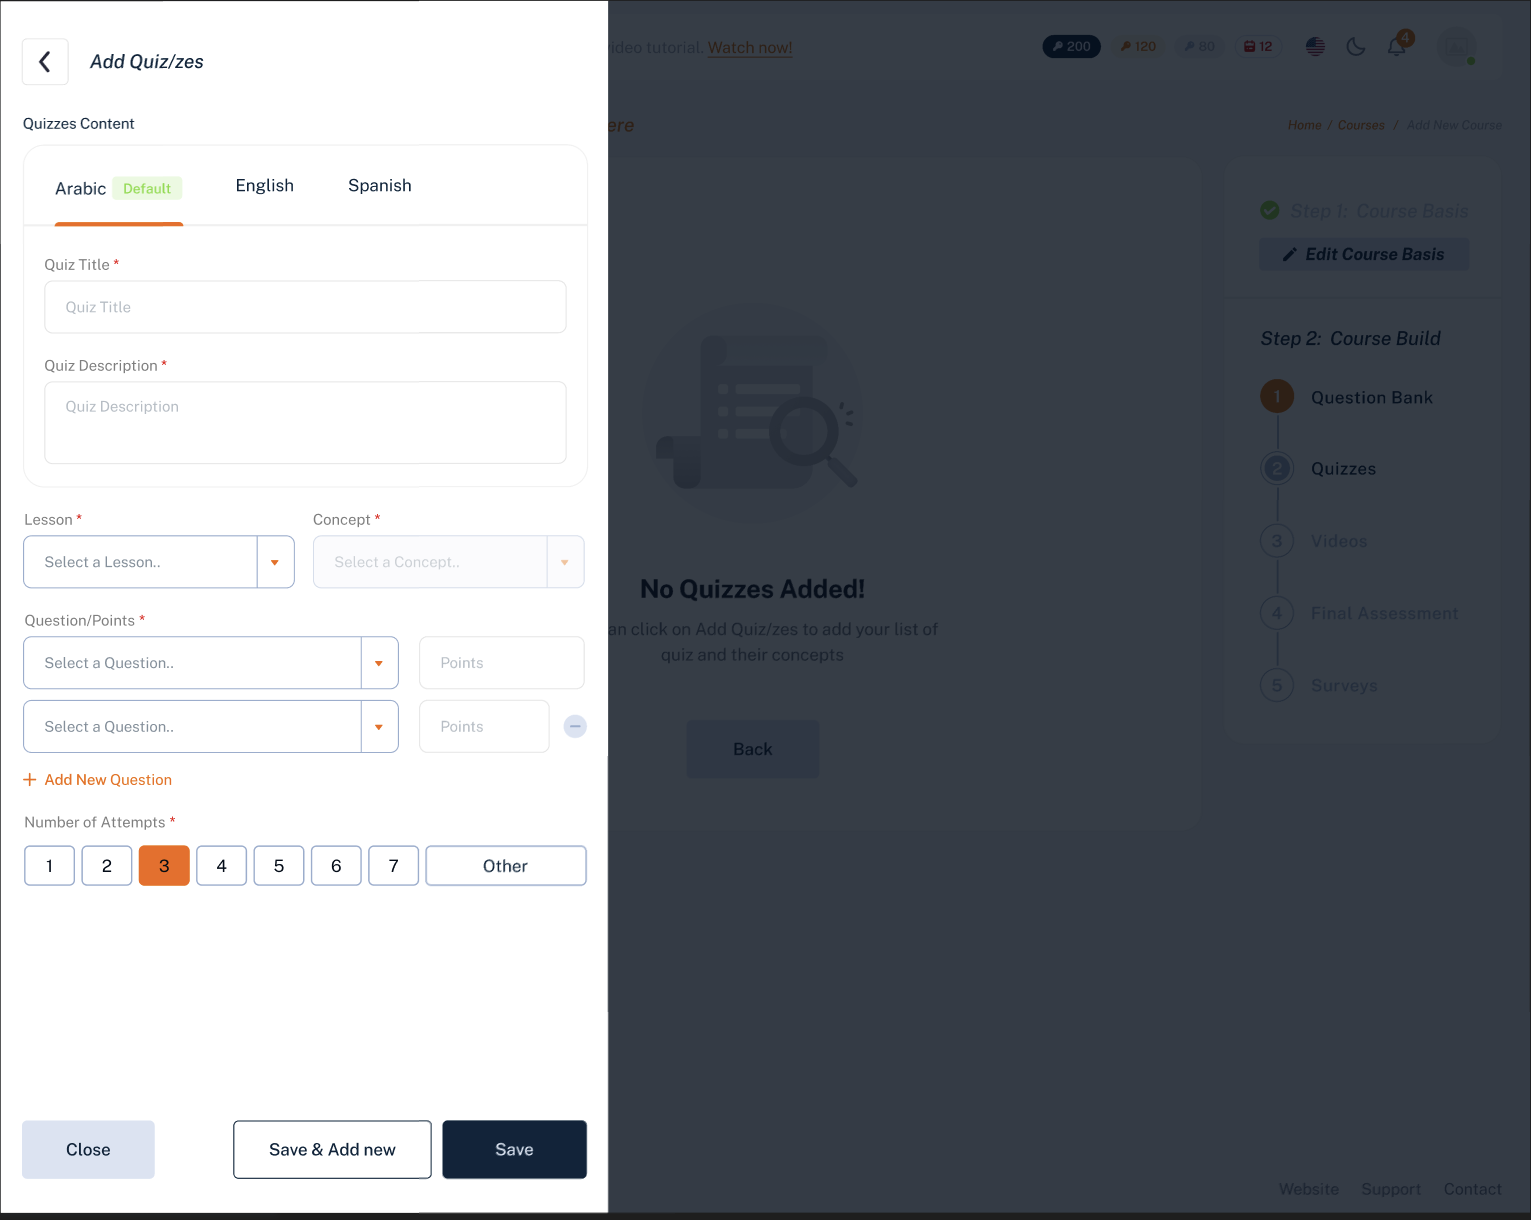 Add Quiz/zes
Quizzes Content
Arabic Default English Spanish
Quiz Title *
Quiz Title
Quiz Description *
Quiz Description
Lesson *
Select a Lesson..
Concept *
Select a Concept..
Question/Points *
Select a Question.. Points
Select a Question.. Points
+ Add New Question
Number of Attempts *
1 2 3 4 5 6 7 Other
Close Save & Add new Save
video tutorial. Watch now!
200 120 80 12 4
Home / Courses / Add New Course
No Quizzes Added!
click on Add Quiz/zes to add your list of
quiz and their concepts
Back
Step 1: Course Basis
Edit Course Basis
Step 2: Course Build
1 Question Bank
2 Quizzes
3 Videos
4 Final Assessment
5 Surveys
Website Support Contact